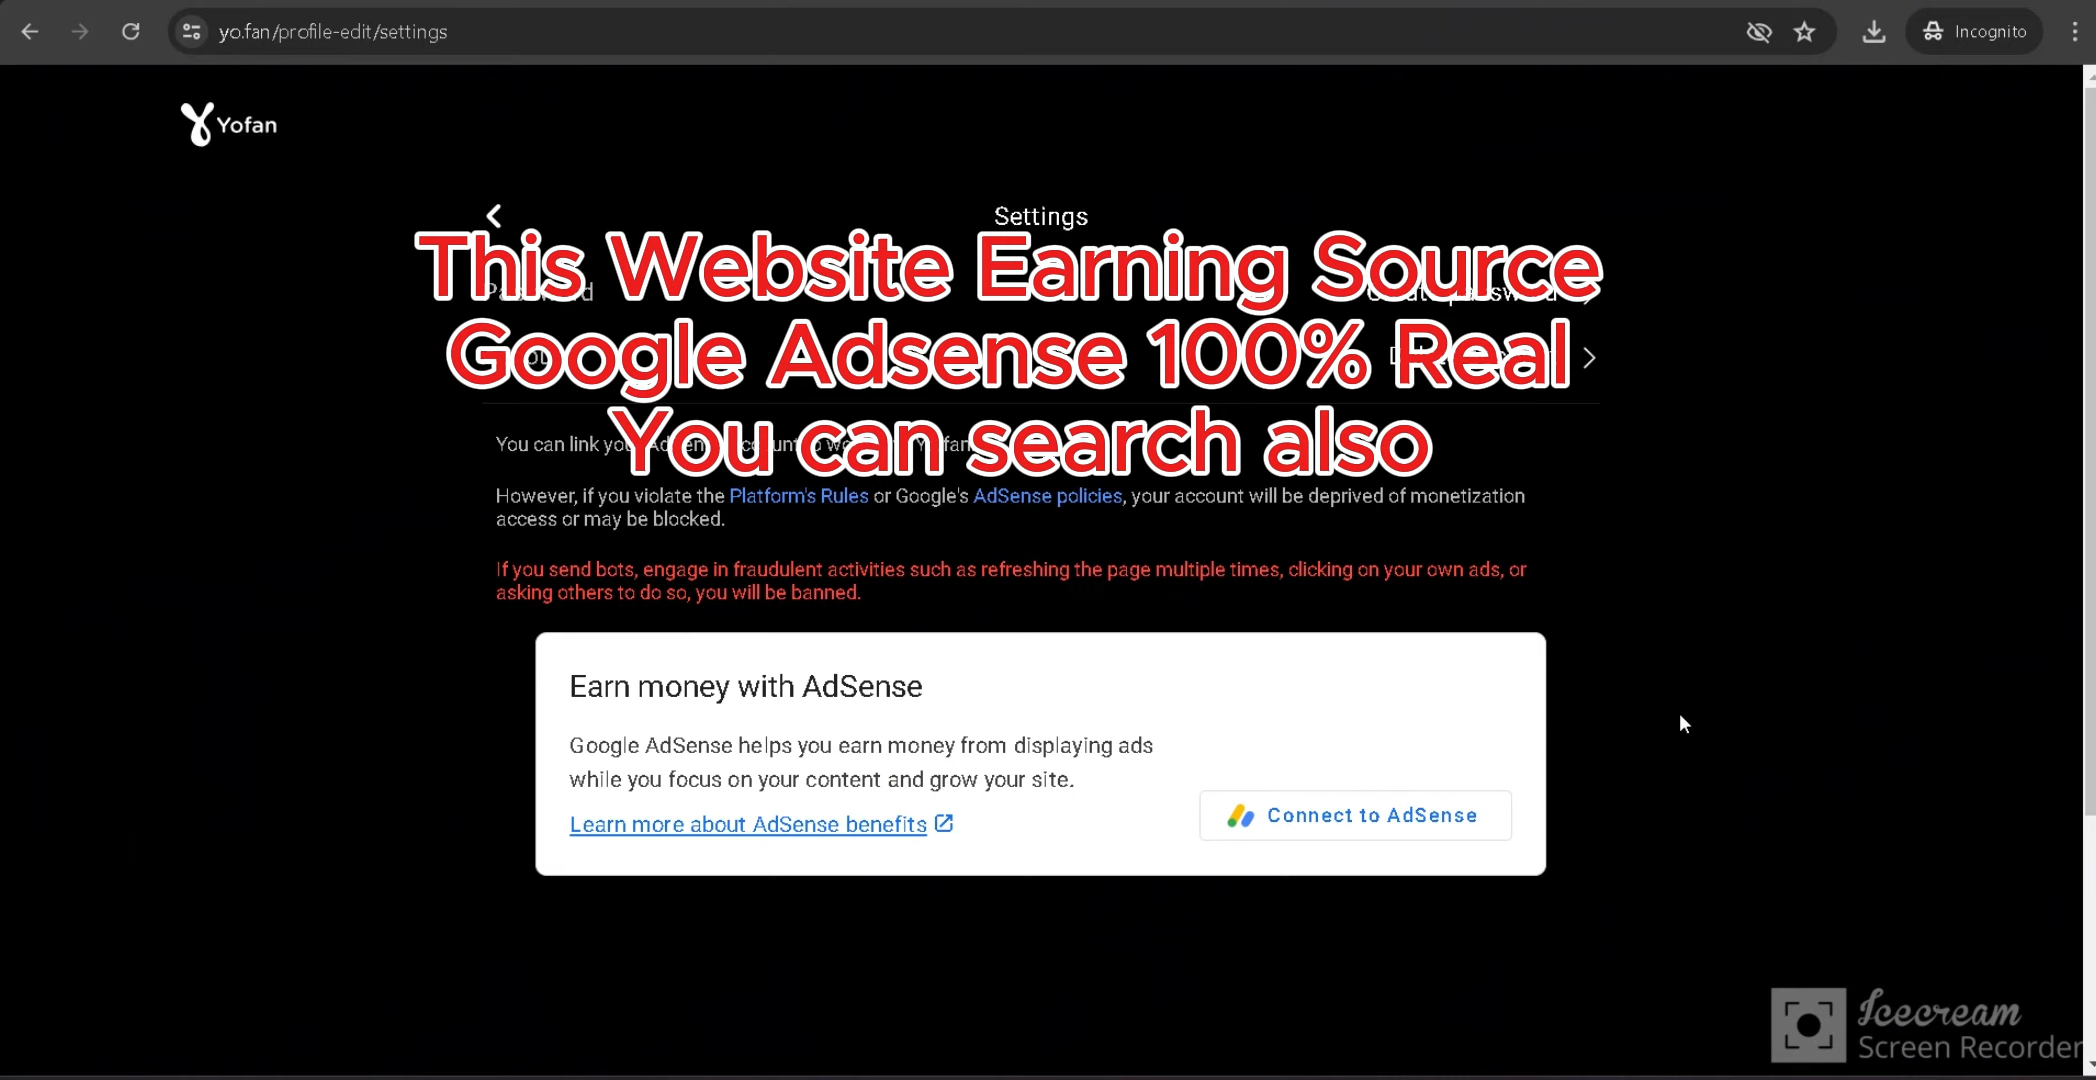 yo.fan/profile-edit/settings
Incognito
Yofan
Settings
This Website Earning Source
Google Adsense 100% Real
You can search also
You can link
However, if you violate the Platform's Rules or Google's AdSense policies, your account will be deprived of monetization
access or may be blocked.
If you send bots, engage in fraudulent activities such as refreshing the page multiple times, clicking on your own ads, or
asking others to do so, you will be banned.
Earn money with AdSense
Google AdSense helps you earn money from displaying ads
while you focus on your content and grow your site.
Learn more about AdSense benefits
Connect to AdSense
Icecream
Screen Recorder